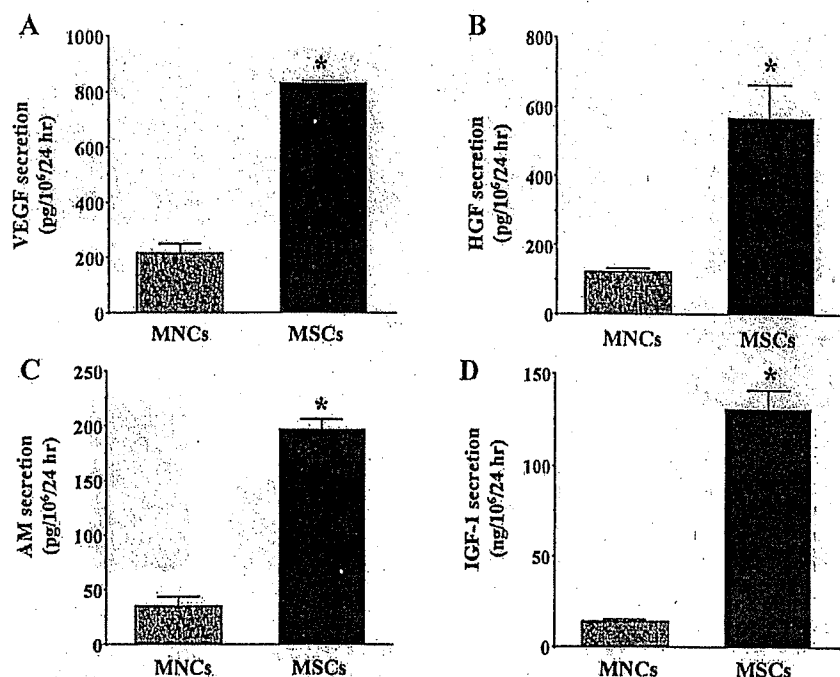 A
VEGF secretion
(pg/10⁶/24 hr)
1000
800
600
400
200
0
*
MNCs
MSCs
B
HGF secretion
(pg/10⁶/24 hr)
800
600
400
200
0
*
MNCs
MSCs
C
AM secretion
(pg/10⁶/24 hr)
250
200
150
100
50
0
*
MNCs
MSCs
D
IGF-1 secretion
(ng/10⁶/24 hr)
150
100
50
0
*
MNCs
MSCs